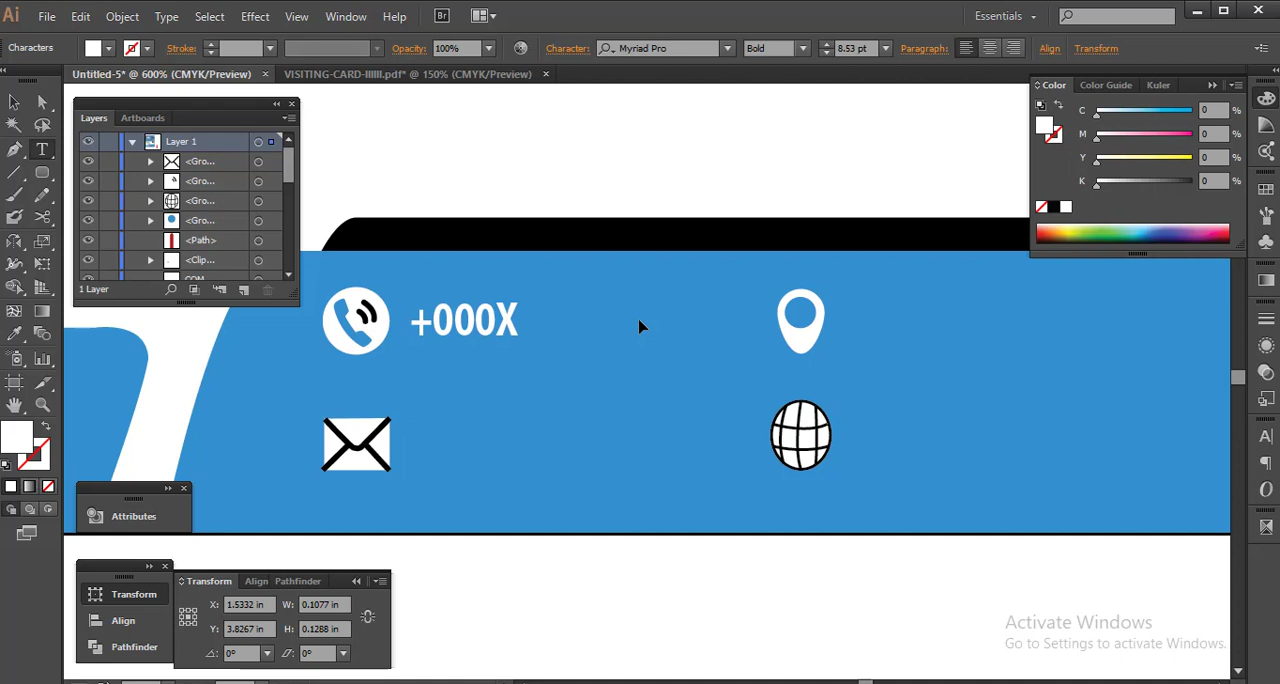 Ai File Edit Object Type Select Effect View Window Help Br Essentials
Characters Stroke: Opacity: 100% Character: Myriad Pro Bold 8.53 pt Paragraph: Align Transform
Untitled-5* @ 600% (CMYK/Preview) × VISITING-CARD-IIIIII.pdf* @ 150% (CMYK/Preview) ×
Layers Artboards
Layer 1
<Gro...
<Gro...
<Gro...
<Gro...
<Path>
<Clip...
COM
1 Layer
Color Color Guide Kuler
C 0 %
M 0 %
Y 0 %
K 0 %
+000X
Attributes
Transform
Align
Pathfinder
Transform Align Pathfinder
X: 1.5332 in W: 0.1077 in
Y: 3.8267 in H: 0.1288 in
0° 0°
Activate Windows
Go to Settings to activate Windows.